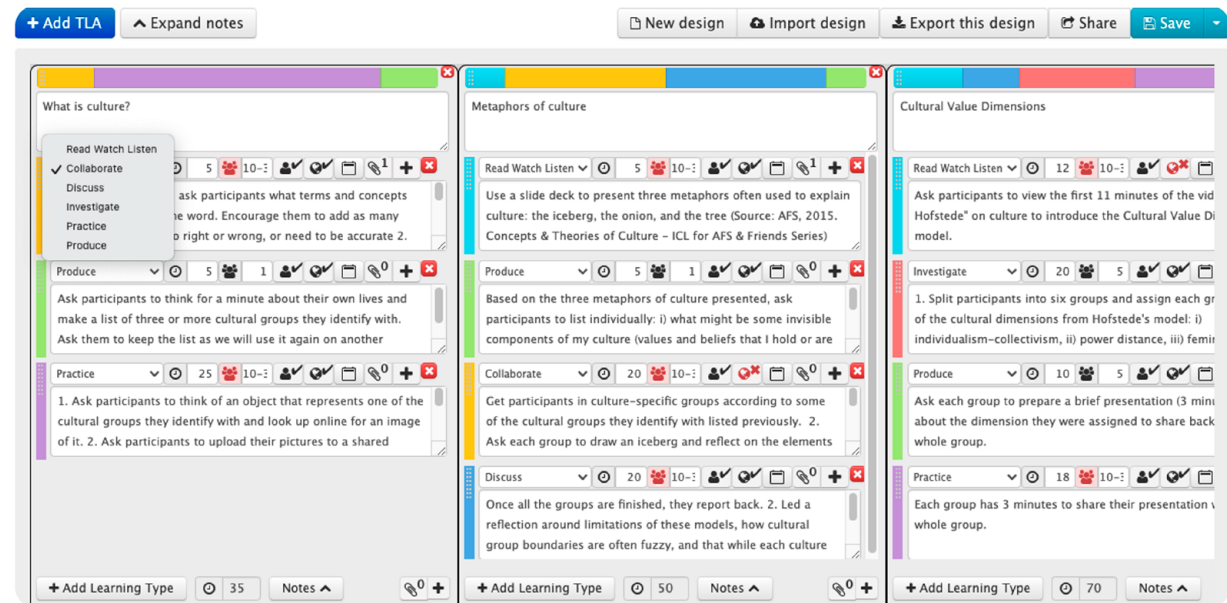 Add TLA
Expand notes
New design
Import design
Export this design
Share
Save
What is culture?
Read Watch Listen
Collaborate
Discuss
Investigate
Practice
Produce
5 10-
1
ask participants what terms and concepts
word. Encourage them to add as many
right or wrong, or need to be accurate 2.
Produce 5 1 0
Ask participants to think for a minute about their own lives and
make a list of three or more cultural groups they identify with.
Ask them to keep the list as we will use it again on another
Practice 25 10- 0
1. Ask participants to think of an object that represents one of the
cultural groups they identify with and look up online for an image
of it. 2. Ask participants to upload their pictures to a shared
Add Learning Type 35 Notes 0
Metaphors of culture
Read Watch Listen 5 10- 1
Use a slide deck to present three metaphors often used to explain
culture: the iceberg, the onion, and the tree (Source: AFS, 2015.
Concepts & Theories of Culture – ICL for AFS & Friends Series)
Produce 5 1 0
Based on the three metaphors of culture presented, ask
participants to list individually: i) what might be some invisible
components of my culture (values and beliefs that I hold or are
Collaborate 20 10- 0
Get participants in culture-specific groups according to some
of the cultural groups they identify with listed previously. 2.
Ask each group to draw an iceberg and reflect on the elements
Discuss 20 10- 0
Once all the groups are finished, they report back. 2. Led a
reflection around limitations of these models, how cultural
group boundaries are often fuzzy, and that while each culture
Add Learning Type 50 Notes 0
Cultural Value Dimensions
Read Watch Listen 12 10-
Ask participants to view the first 11 minutes of the vid
Hofstede" on culture to introduce the Cultural Value Di
model.
Investigate 20 5
1. Split participants into six groups and assign each gr
of the cultural dimensions from Hofstede's model: i)
individualism-collectivism, ii) power distance, iii) femin
Produce 10 5
Ask each group to prepare a brief presentation (3 minu
about the dimension they were assigned to share back
whole group.
Practice 18 10-
Each group has 3 minutes to share their presentation
whole group.
Add Learning Type 70 Notes